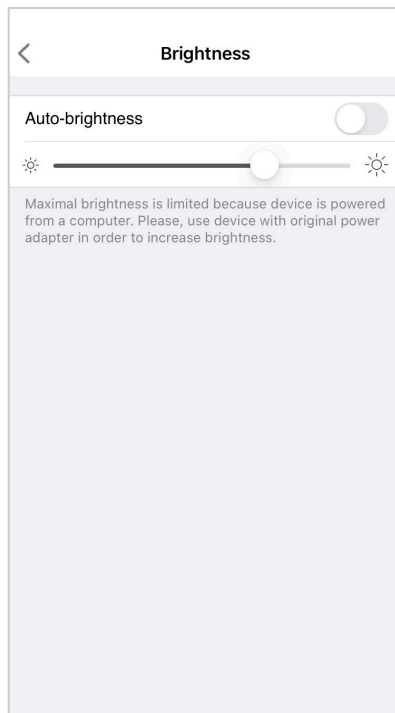 Brightness
Auto-brightness
Maximal brightness is limited because device is powered
from a computer. Please, use device with original power
adapter in order to increase brightness.